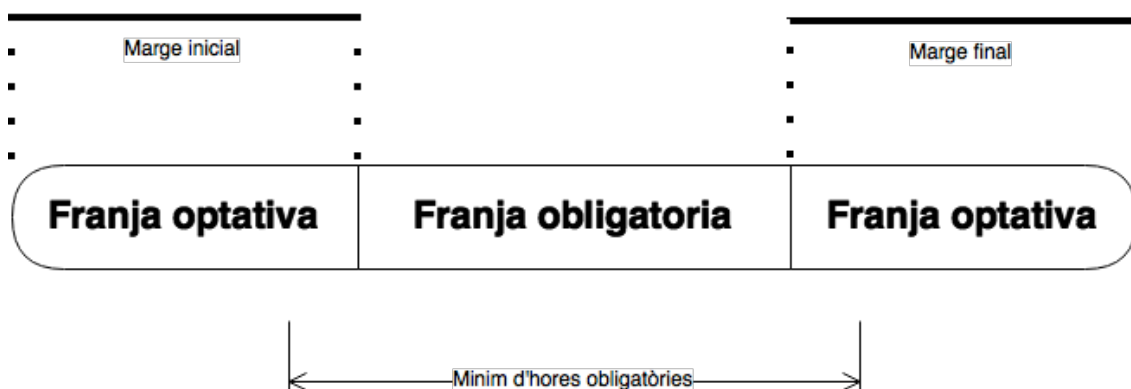 Marge inicial
Marge final
Franja optativa
Franja obligatoria
Franja optativa
Minim d'hores obligatòries